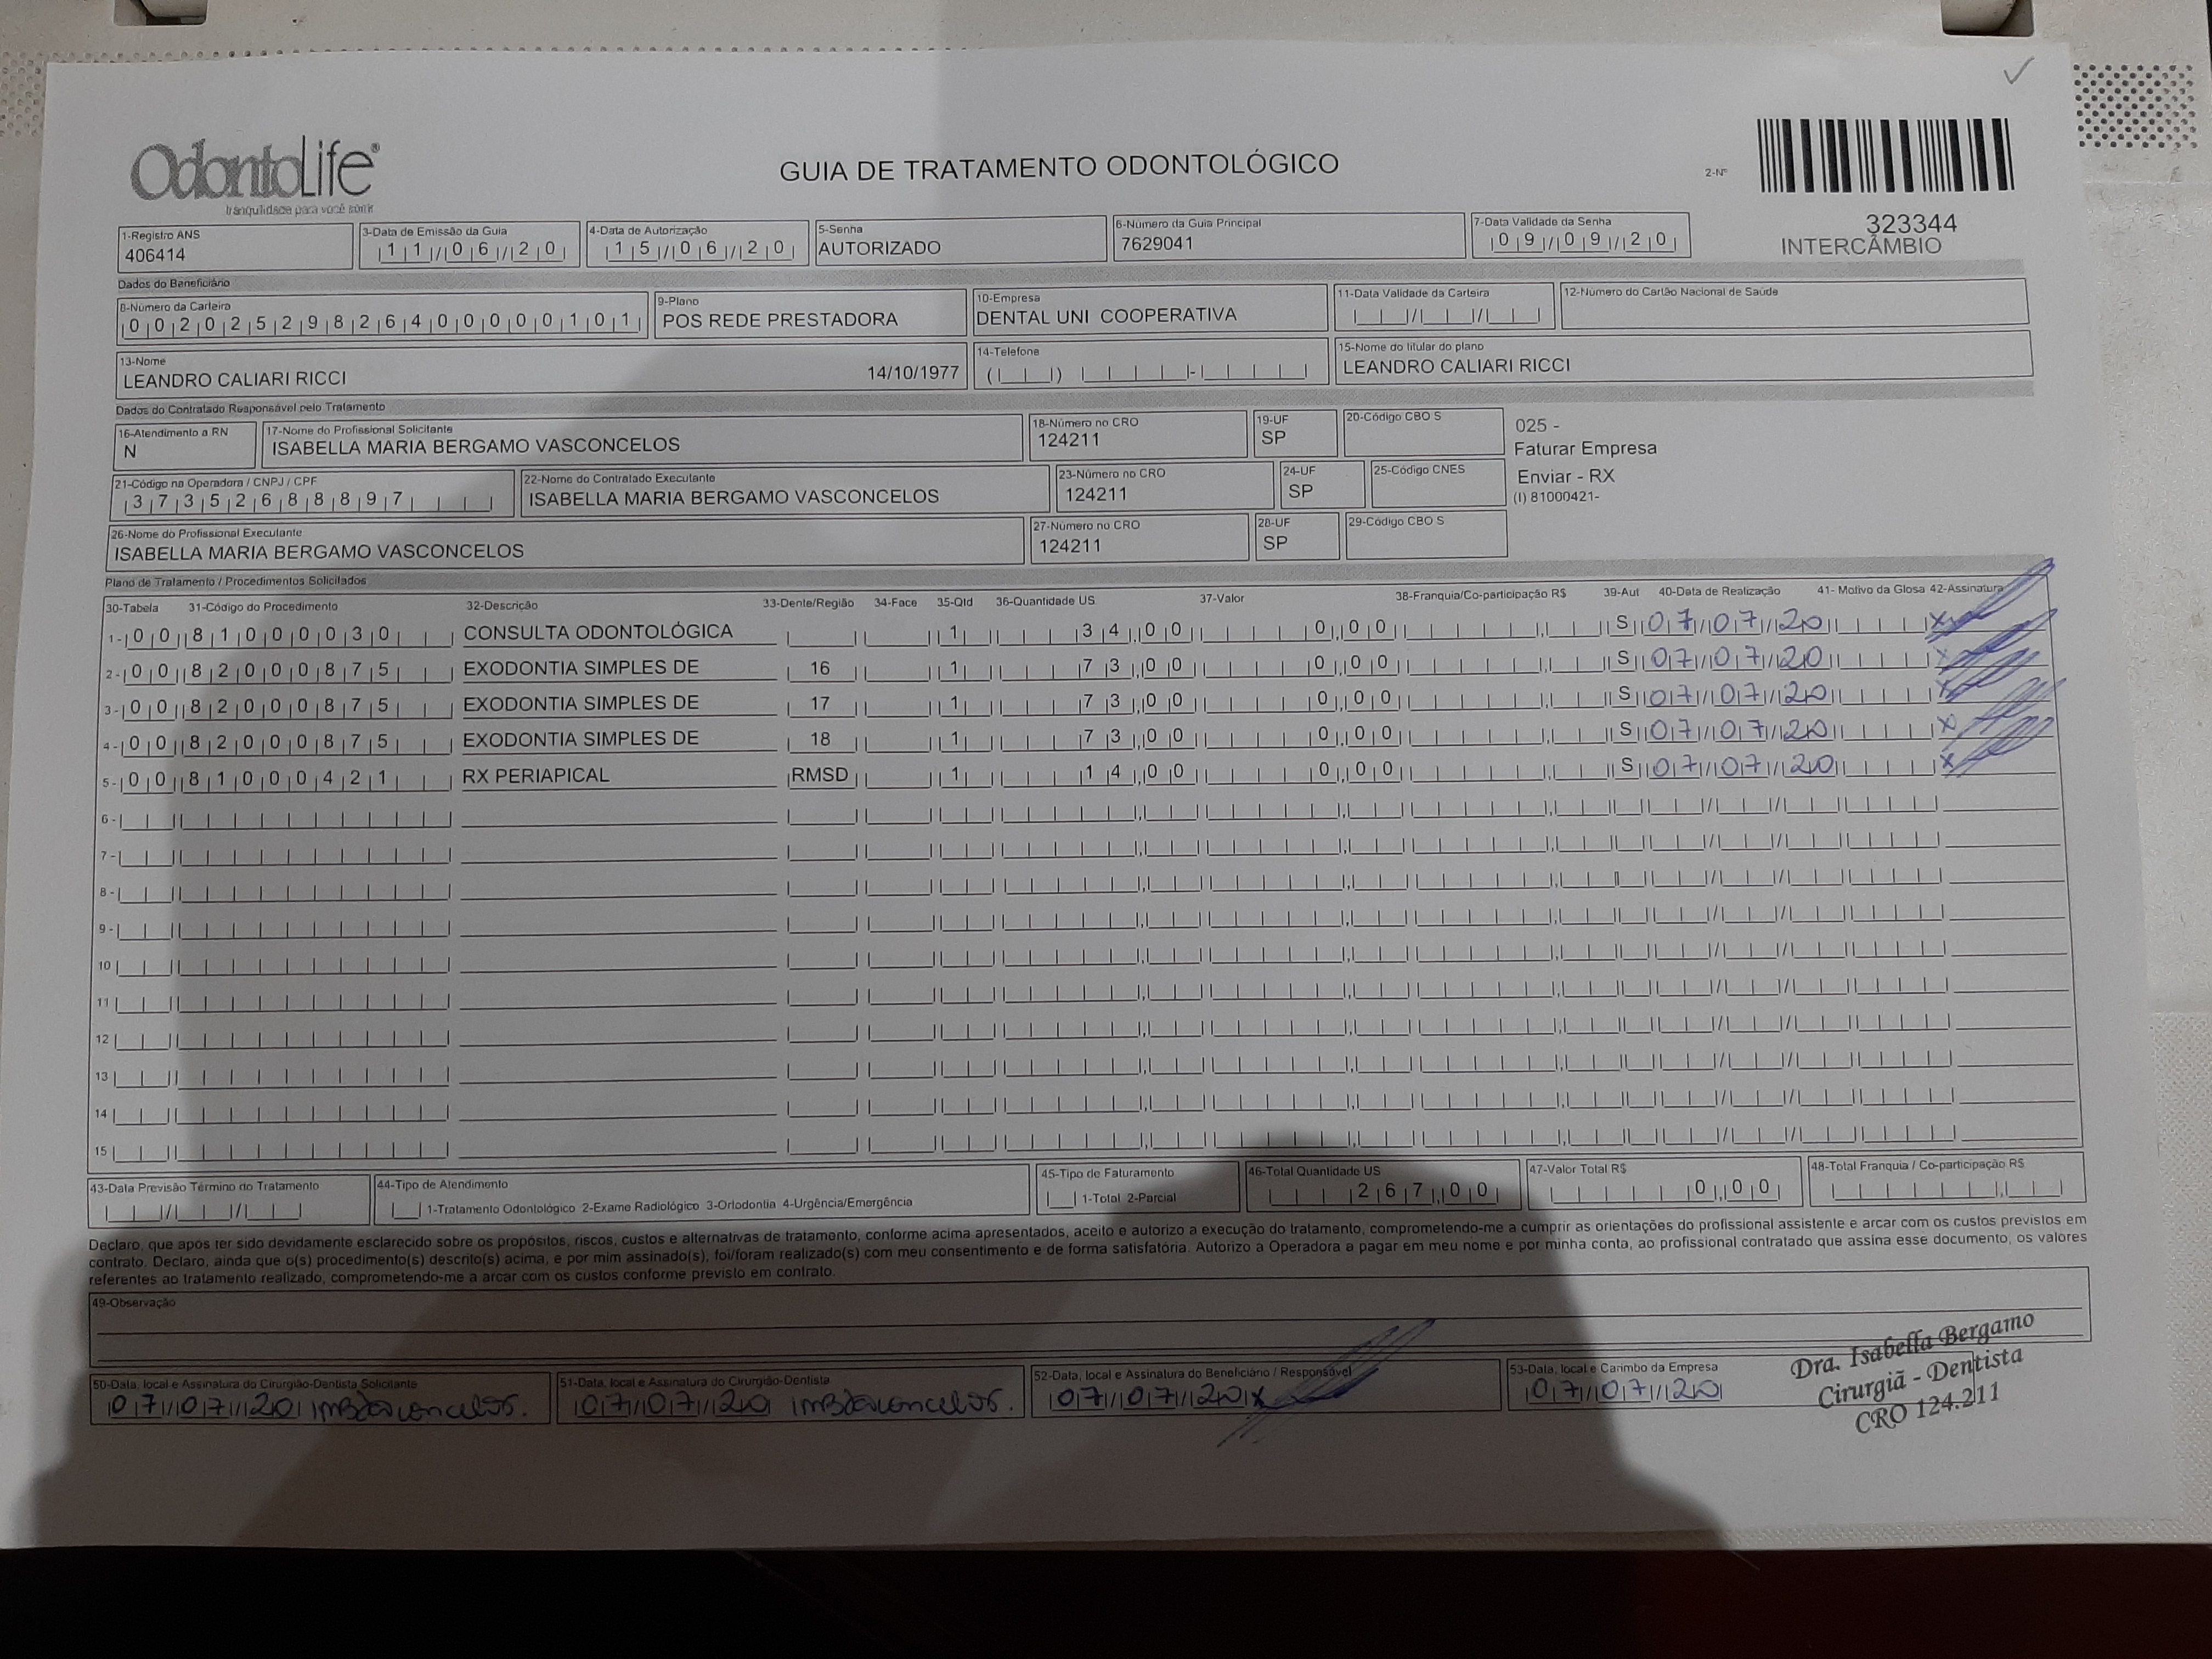 OdontoLife®
tranquilidade para você sorrir
GUIA DE TRATAMENTO ODONTOLÓGICO
2-Nº
323344
INTERCÂMBIO
1-Registro ANS
406414
3-Data de Emissão da Guia
11/06/20
4-Data de Autorização
15/06/20
5-Senha
AUTORIZADO
6-Número da Guia Principal
7629041
7-Data Validade da Senha
09/09/20
Dados do Beneficiário
8-Número da Carteira
00202529826400000101
9-Plano
POS REDE PRESTADORA
10-Empresa
DENTAL UNI COOPERATIVA
11-Data Validade da Carteira
12-Número do Cartão Nacional de Saúde
13-Nome
LEANDRO CALIARI RICCI 14/10/1977
14-Telefone
15-Nome do titular do plano
LEANDRO CALIARI RICCI
Dados do Contratado Responsável pelo Tratamento
16-Atendimento a RN
N
17-Nome do Profissional Solicitante
ISABELLA MARIA BERGAMO VASCONCELOS
18-Número no CRO
124211
19-UF
SP
20-Código CBO S
025 -
Faturar Empresa
Enviar - RX
(I) 81000421-
21-Código na Operadora / CNPJ / CPF
37352688897
22-Nome do Contratado Executante
ISABELLA MARIA BERGAMO VASCONCELOS
23-Número no CRO
124211
24-UF
SP
25-Código CNES
26-Nome do Profissional Executante
ISABELLA MARIA BERGAMO VASCONCELOS
27-Número no CRO
124211
28-UF
SP
29-Código CBO S
Plano de Tratamento / Procedimentos Solicitados
30-Tabela 31-Código do Procedimento 32-Descrição 33-Dente/Região 34-Face 35-Qtd 36-Quantidade US 37-Valor 38-Franquia/Co-participação R$ 39-Aut 40-Data de Realização 41- Motivo da Glosa 42-Assinatura
1- 00 81000030 CONSULTA ODONTOLÓGICA 1 34,00 0,00 S 07/07/20 x
2- 00 82000875 EXODONTIA SIMPLES DE 16 1 73,00 0,00 S 07/07/20 x
3- 00 82000875 EXODONTIA SIMPLES DE 17 1 73,00 0,00 S 07/07/20 x
4- 00 82000875 EXODONTIA SIMPLES DE 18 1 73,00 0,00 S 07/07/20 x
5- 00 81000421 RX PERIAPICAL RMSD 1 14,00 0,00 S 07/07/20 x
6-
7-
8-
9-
10
11
12
13
14
15
43-Data Previsão Término do Tratamento
44-Tipo de Atendimento
1-Tratamento Odontológico 2-Exame Radiológico 3-Ortodontia 4-Urgência/Emergência
45-Tipo de Faturamento
1-Total 2-Parcial
46-Total Quantidade US
267,00
47-Valor Total R$
0,00
48-Total Franquia / Co-participação R$
Declaro, que após ter sido devidamente esclarecido sobre os propósitos, riscos, custos e alternativas de tratamento, conforme acima apresentados, aceito e autorizo a execução do tratamento, comprometendo-me a cumprir as orientações do profissional assistente e arcar com os custos previstos em
contrato. Declaro, ainda que o(s) procedimento(s) descrito(s) acima, e por mim assinado(s), foi/foram realizado(s) com meu consentimento e de forma satisfatória. Autorizo a Operadora a pagar em meu nome e por minha conta, ao profissional contratado que assina esse documento, os valores
referentes ao tratamento realizado, comprometendo-me a arcar com os custos conforme previsto em contrato.
49-Observação
50-Data, local e Assinatura do Cirurgião-Dentista Solicitante
07/07/20 imBVasconcelos.
51-Data, local e Assinatura do Cirurgião-Dentista
07/07/20 imBVasconcelos.
52-Data, local e Assinatura do Beneficiário / Responsável
07/07/20 x
53-Data, local e Carimbo da Empresa
07/07/20
Dra. Isabella Bergamo
Cirurgiã - Dentista
CRO 124.211